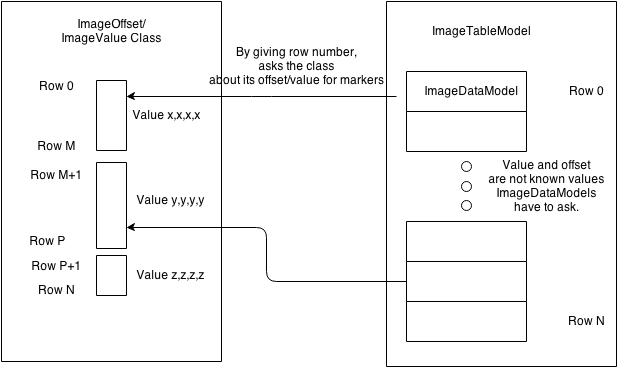 ImageOffset/
ImageValue Class
Row 0
Value x,x,x,x
Row M
Row M+1
Value y,y,y,y
Row P
Row P+1
Value z,z,z,z
Row N
By giving row number,
asks the class
about its offset/value for markers
ImageTableModel
ImageDataModel
Row 0
Value and offset
are not known values
ImageDataModels
have to ask.
Row N